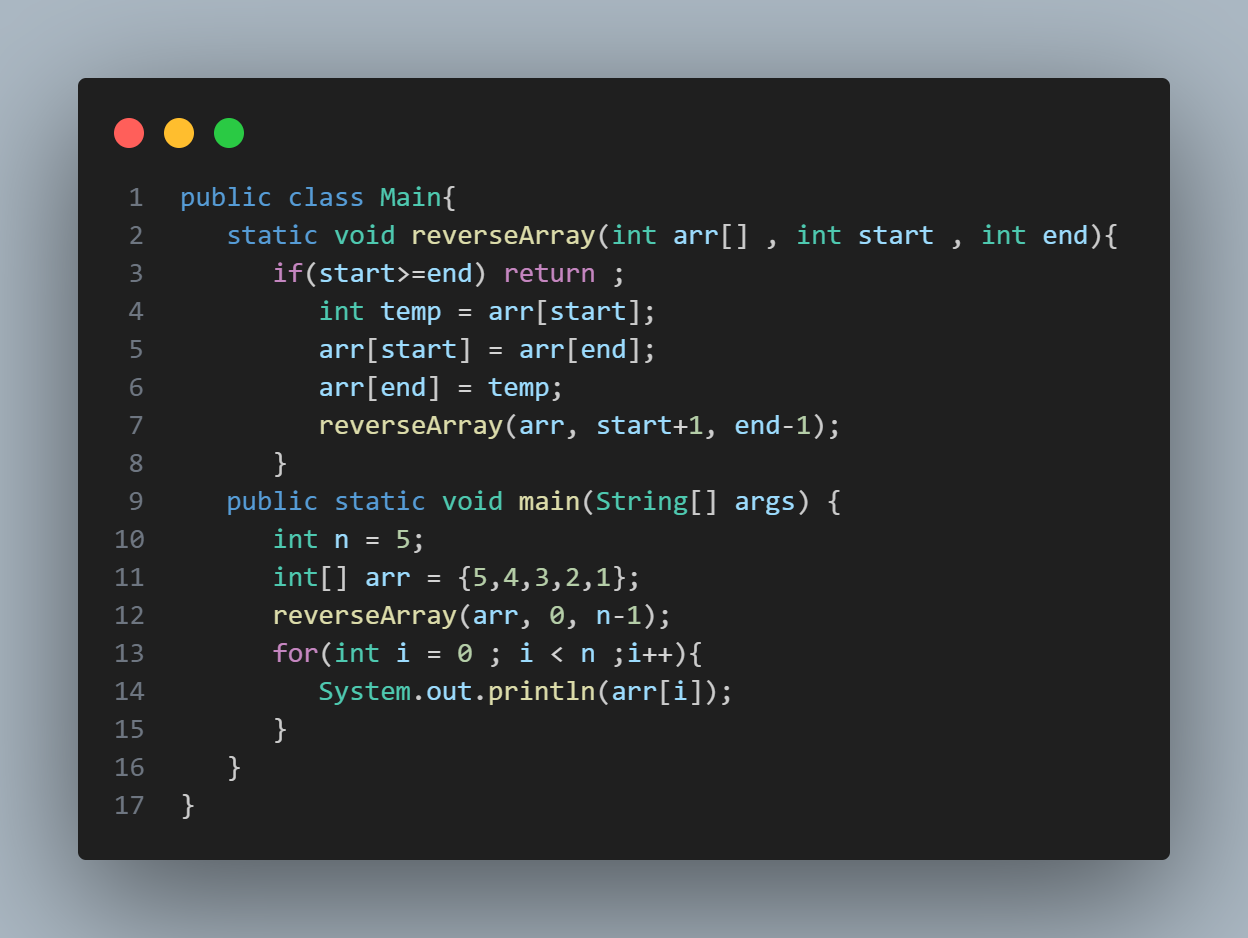 1 public class Main{
2    static void reverseArray(int arr[] , int start , int end){
3       if(start>=end) return ;
4          int temp = arr[start];
5          arr[start] = arr[end];
6          arr[end] = temp;
7          reverseArray(arr, start+1, end-1);
8       }
9    public static void main(String[] args) {
10       int n = 5;
11       int[] arr = {5,4,3,2,1};
12       reverseArray(arr, 0, n-1);
13       for(int i = 0 ; i < n ;i++){
14          System.out.println(arr[i]);
15       }
16    }
17 }